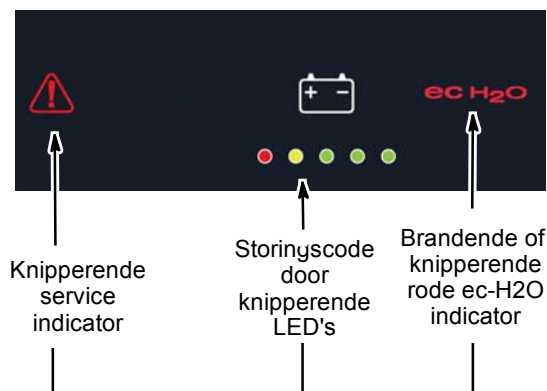 ec H2O
Knipperende
service
indicator
Storingscode
door
knipperende
LED's
Brandende of
knipperende
rode ec-H2O
indicator